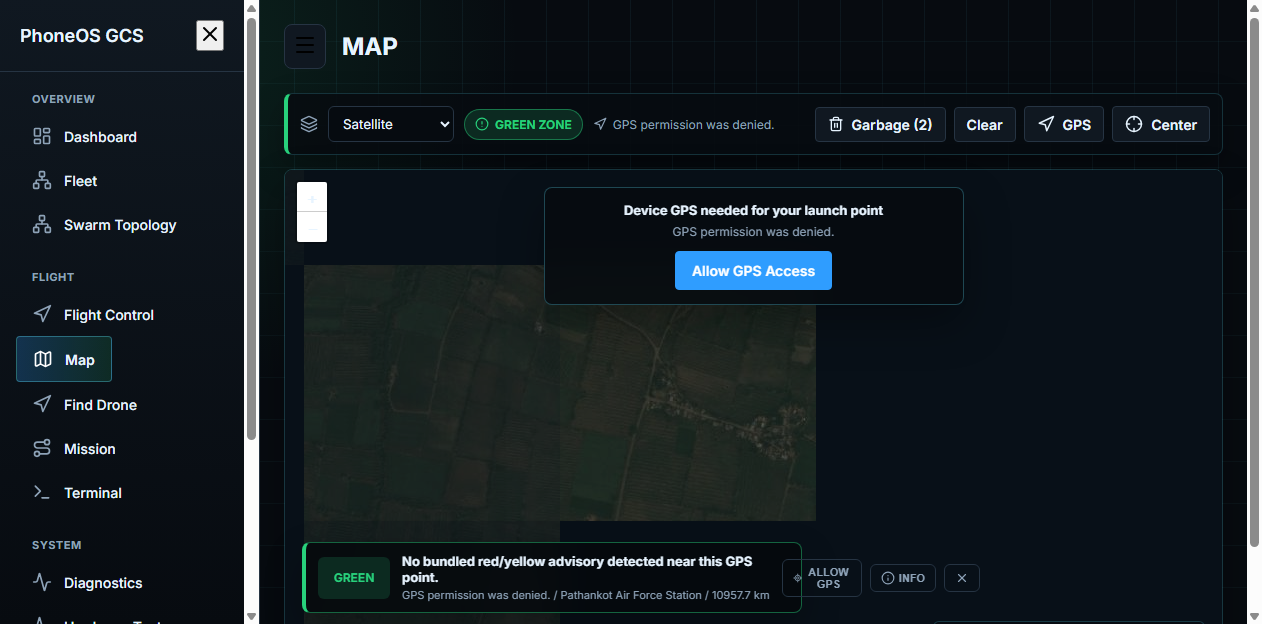 PhoneOS GCS
OVERVIEW
Dashboard
Fleet
Swarm Topology
FLIGHT
Flight Control
Map
Find Drone
Mission
Terminal
SYSTEM
Diagnostics
MAP
Satellite
GREEN ZONE
GPS permission was denied.
Garbage (2)
Clear
GPS
Center
+
−
Device GPS needed for your launch point
GPS permission was denied.
Allow GPS Access
GREEN
No bundled red/yellow advisory detected near this GPS
point.
GPS permission was denied. / Pathankot Air Force Station / 10957.7 km
ALLOW
GPS
INFO